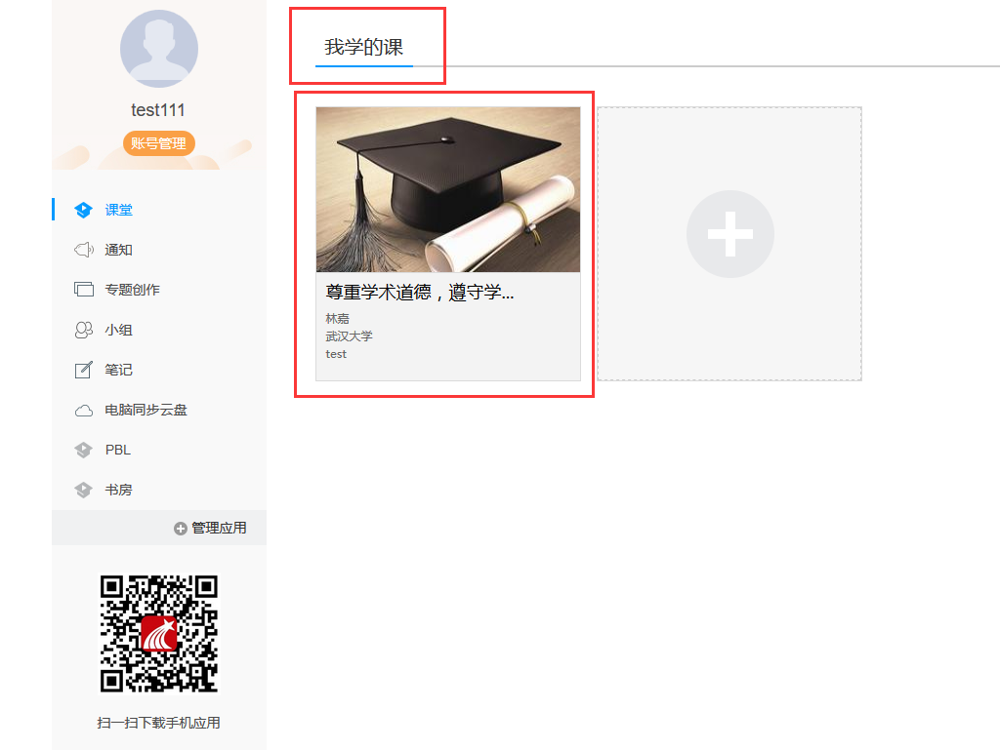 test111
账号管理
课堂
通知
专题创作
小组
笔记
电脑同步云盘
PBL
书房
管理应用
扫一扫下载手机应用
我学的课
尊重学术道德，遵守学...
林嘉
武汉大学
test